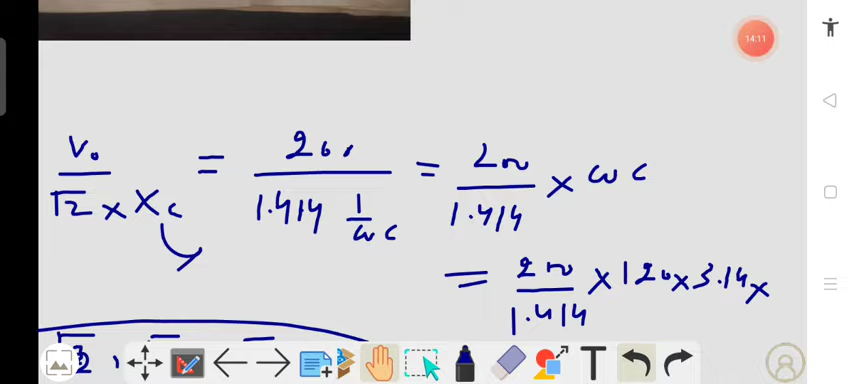 14:11
V₀/(√2 × Xc) = 200/(1.414 1/ωc) = 200/1.414 × ωc
= 200/1.414 × 120 × 3.14 ×
T